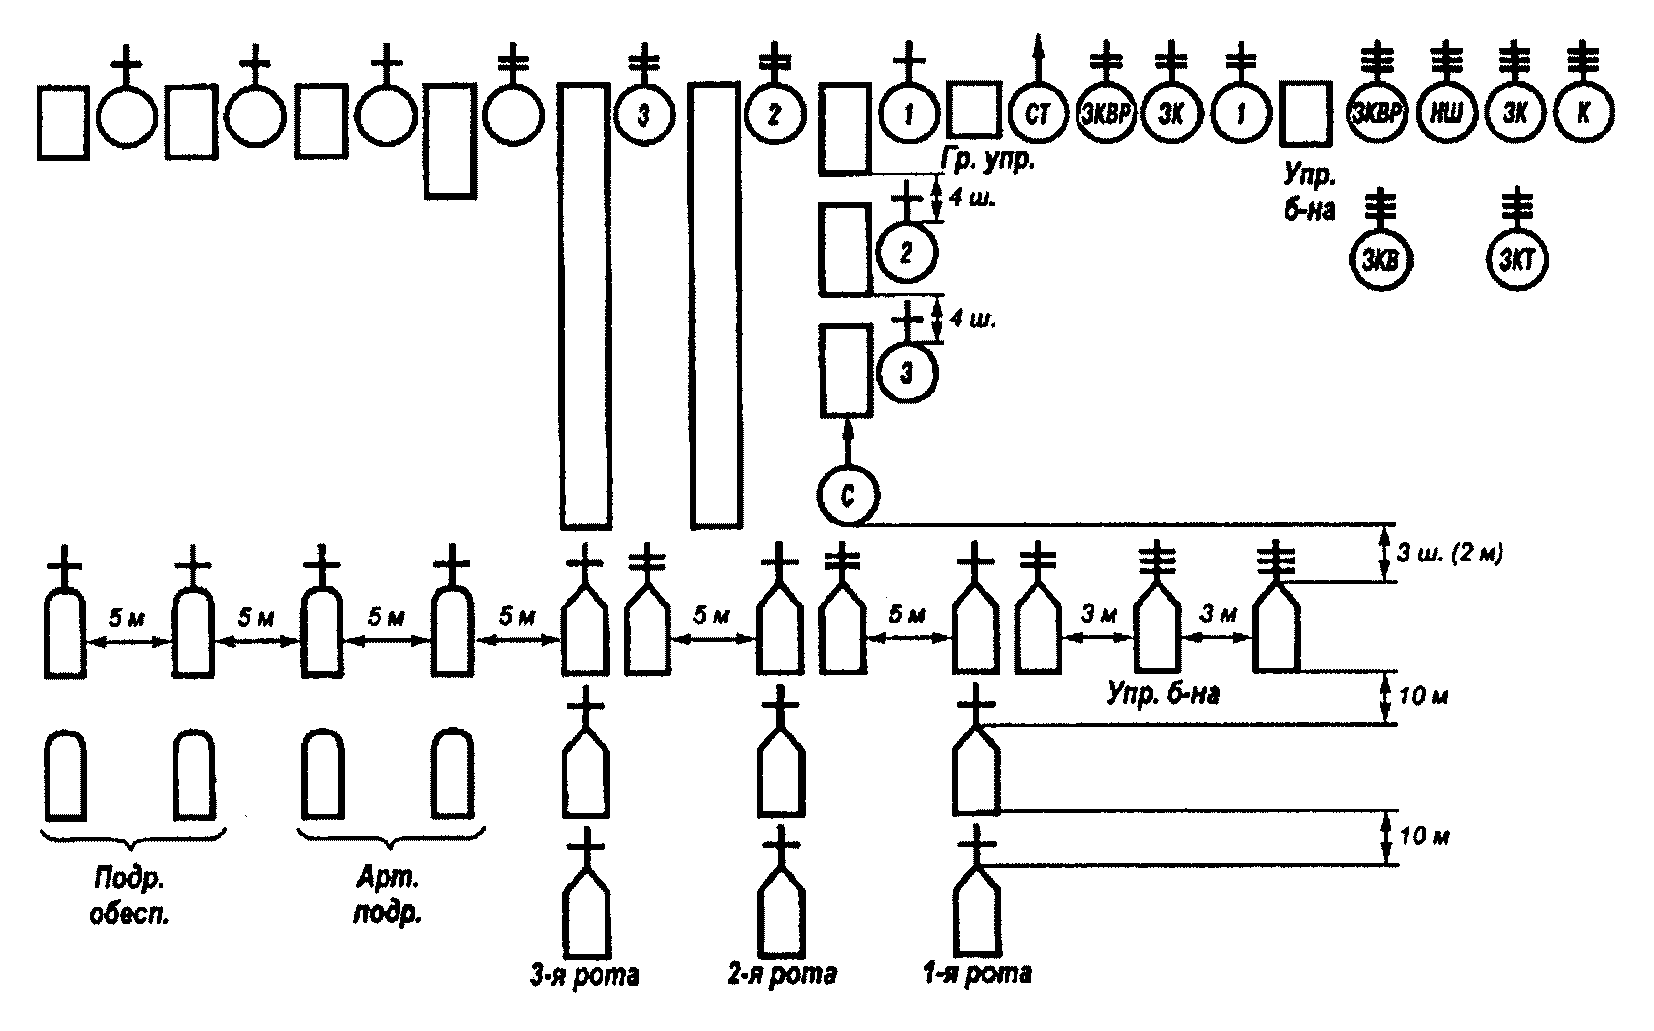 3
2
1
СТ
ЗКВР
ЗК
1
ЗКВР
НШ
ЗК
К
Гр. упр.
Упр.
б-на
4 ш.
2
ЗКВ
ЗКТ
4 ш.
3
С
3 ш. (2 м)
5 м
5 м
5 м
5 м
5 м
5 м
3 м
3 м
Упр. б-на
10 м
10 м
Подр.
обесп.
Арт.
подр.
3-я рота
2-я рота
1-я рота